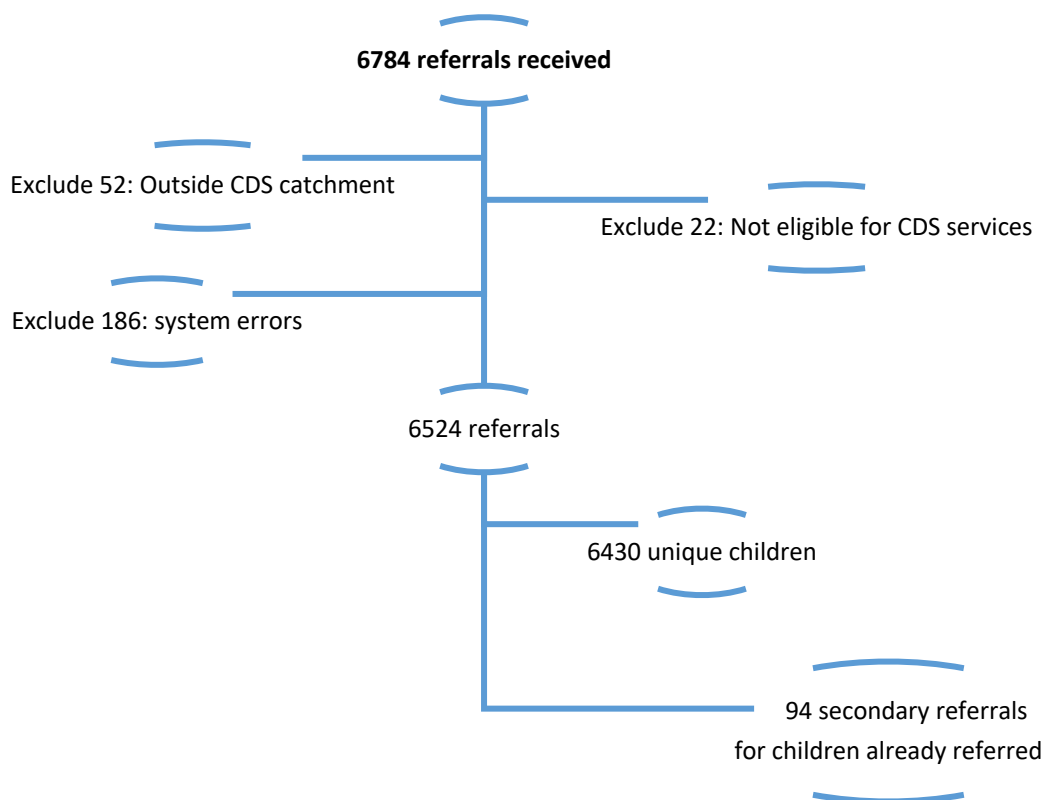 6784 referrals received
Exclude 52: Outside CDS catchment
Exclude 22: Not eligible for CDS services
Exclude 186: system errors
6524 referrals
6430 unique children
94 secondary referrals
for children already referred